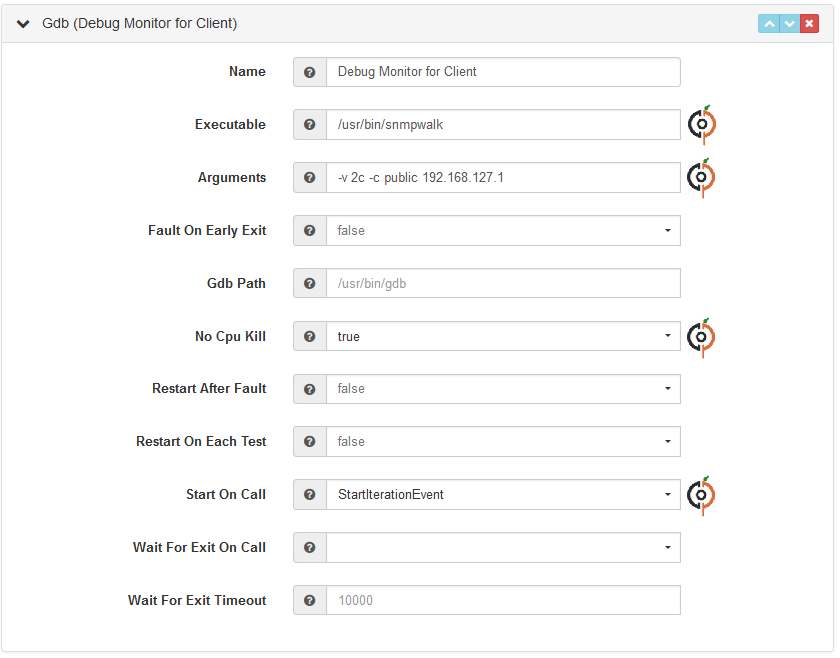 Gdb (Debug Monitor for Client)
Name Debug Monitor for Client
Executable /usr/bin/snmpwalk
Arguments -v 2c -c public 192.168.127.1
Fault On Early Exit false
Gdb Path /usr/bin/gdb
No Cpu Kill true
Restart After Fault false
Restart On Each Test false
Start On Call StartIterationEvent
Wait For Exit On Call
Wait For Exit Timeout 10000